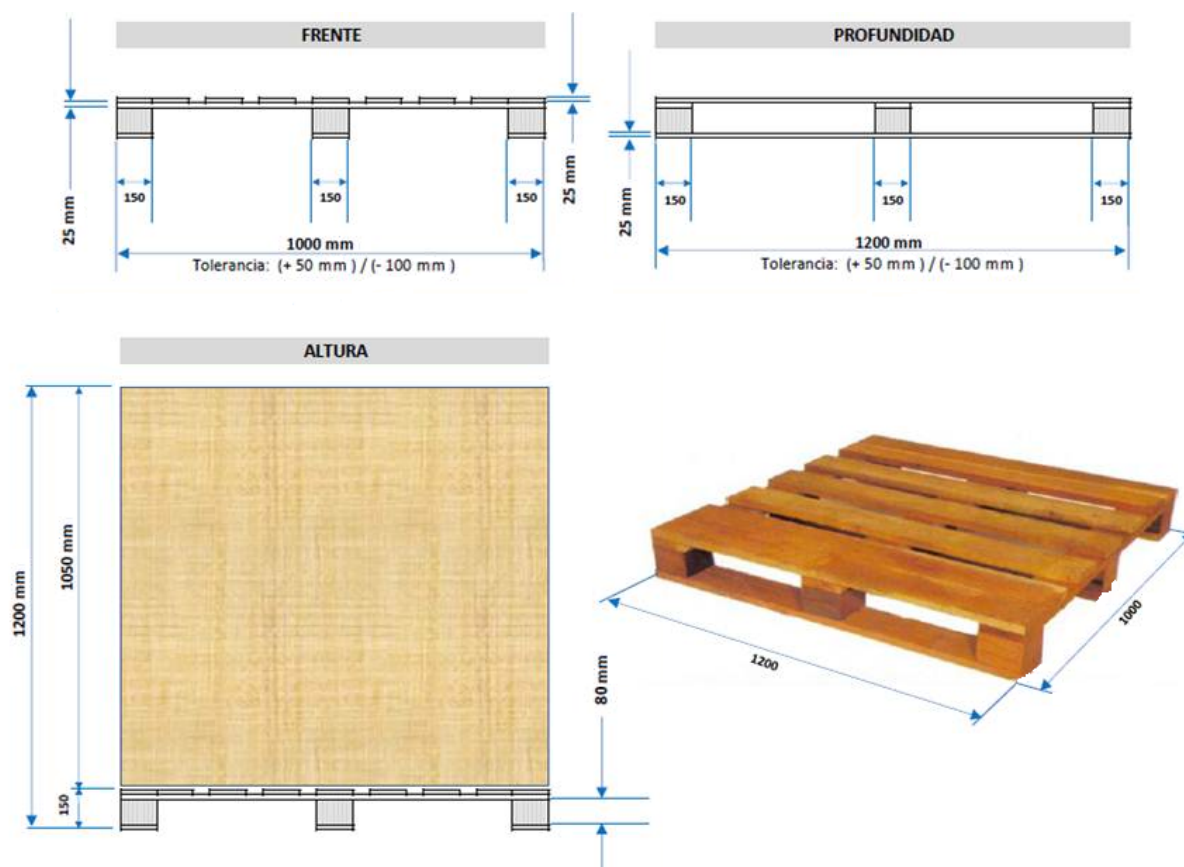 FRENTE
25 mm
150
150
150
25 mm
1000 mm
Tolerancia: (+ 50 mm ) / (- 100 mm )
PROFUNDIDAD
25 mm
150
150
150
1200 mm
Tolerancia: (+ 50 mm ) / (- 100 mm )
ALTURA
1200 mm
1050 mm
150
80 mm
1200
1000